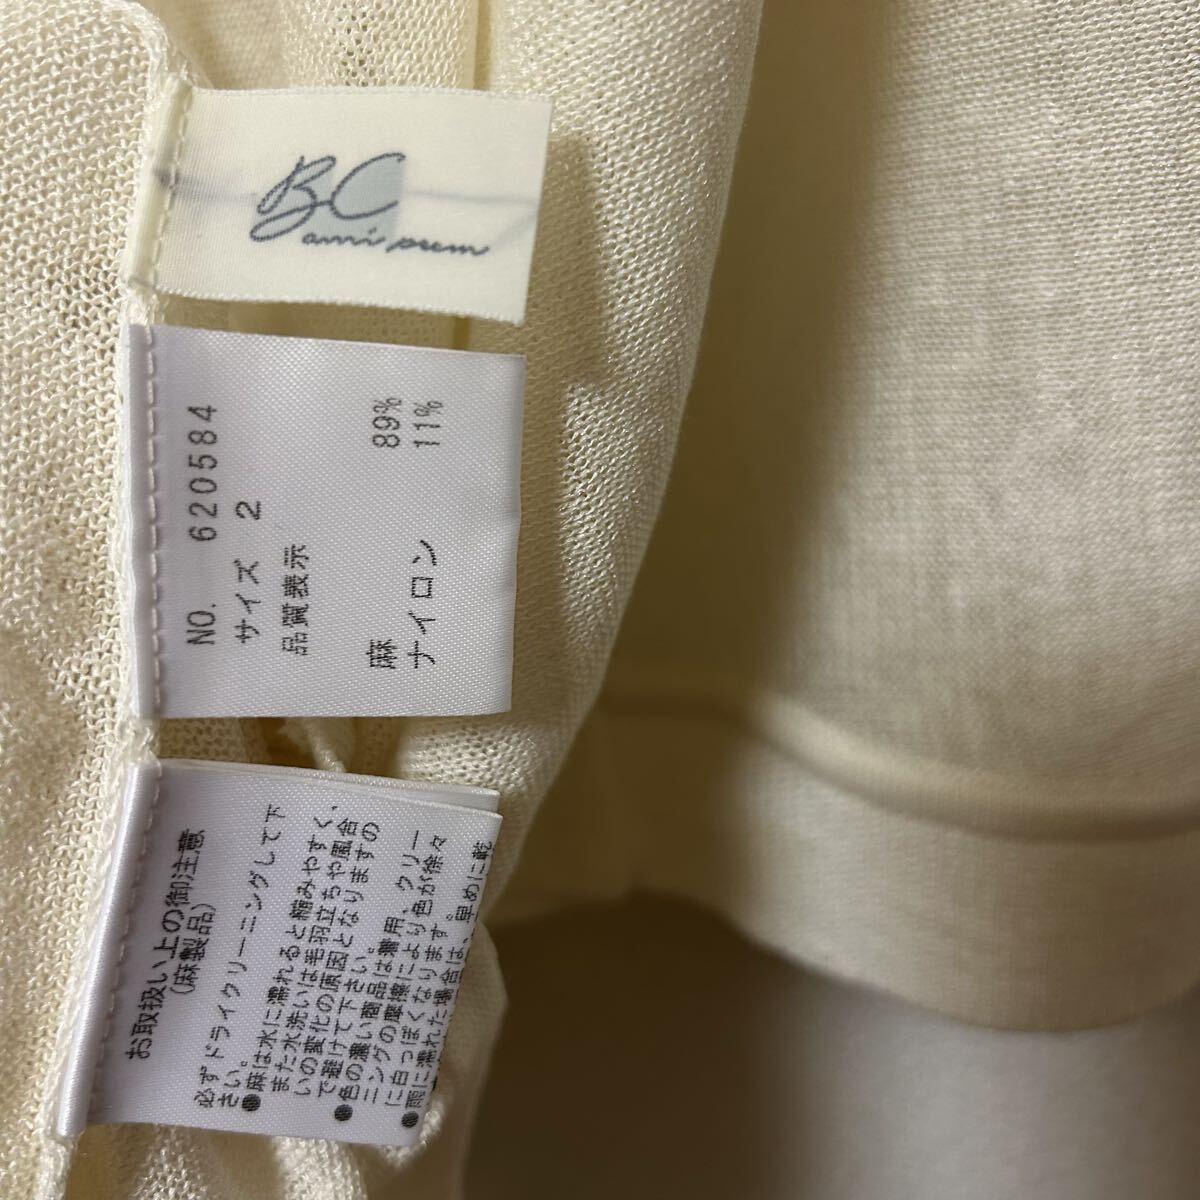 BC
ami paum
NO. 620584
サイズ 2
品質表示
麻 89%
ナイロン 11%
お取扱い上の御注意
(麻製品)
必ずドライクリーニングして下
さい。
●麻は水に濡れると縮みやすく、
また水洗いは毛羽立ちや風合
いの変化の原因となりますの
で避けて下さい。
●色の濃い商品は着用、クリー
ニングの摩擦により色が徐々
に白っぽくなります。
●雨に濡れた場合は、早めに乾